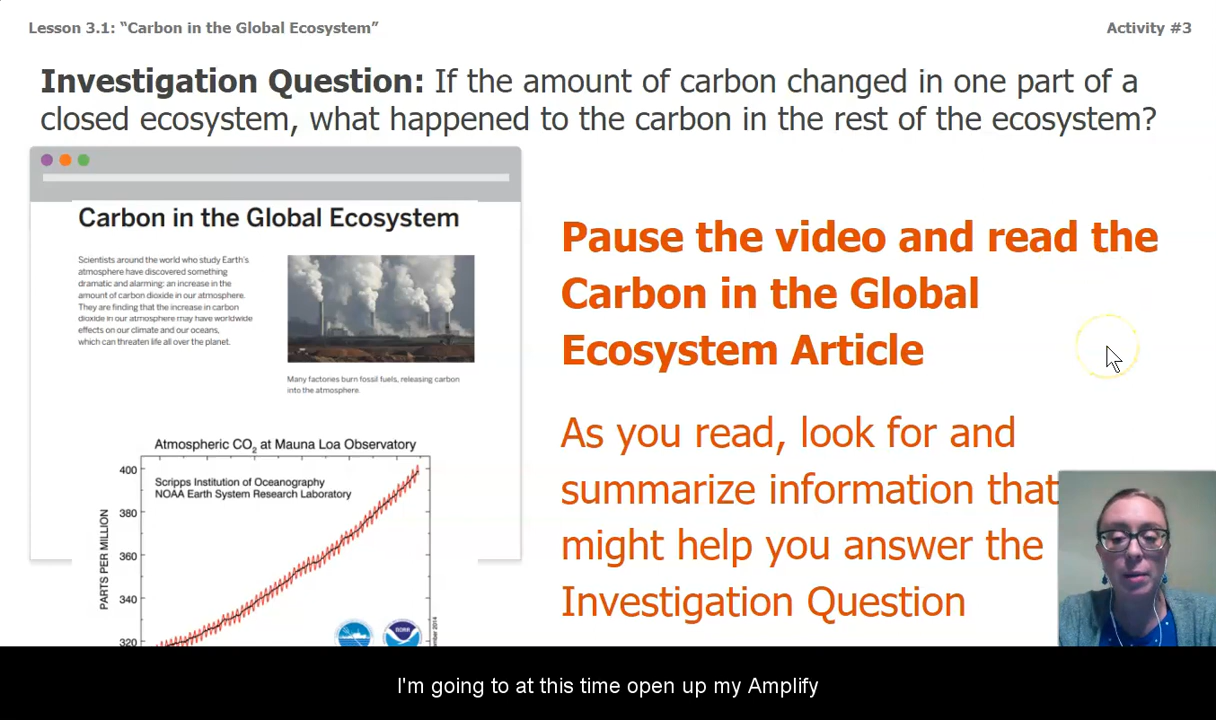 Lesson 3.1: “Carbon in the Global Ecosystem”
Activity #3
Investigation Question: If the amount of carbon changed in one part of a
closed ecosystem, what happened to the carbon in the rest of the ecosystem?
Carbon in the Global Ecosystem
Scientists around the world who study Earth's
atmosphere have discovered something
dramatic and alarming: an increase in the
amount of carbon dioxide in our atmosphere.
They are finding that the increase in carbon
dioxide in our atmosphere may have worldwide
effects on our climate and our oceans,
which can threaten life all over the planet.
Many factories burn fossil fuels, releasing carbon
into the atmosphere.
Atmospheric CO2 at Mauna Loa Observatory
Scripps Institution of Oceanography
NOAA Earth System Research Laboratory
PARTS PER MILLION
400
380
360
340
320
NOAA
Pause the video and read the
Carbon in the Global
Ecosystem Article
As you read, look for and
summarize information that
might help you answer the
Investigation Question
I'm going to at this time open up my Amplify